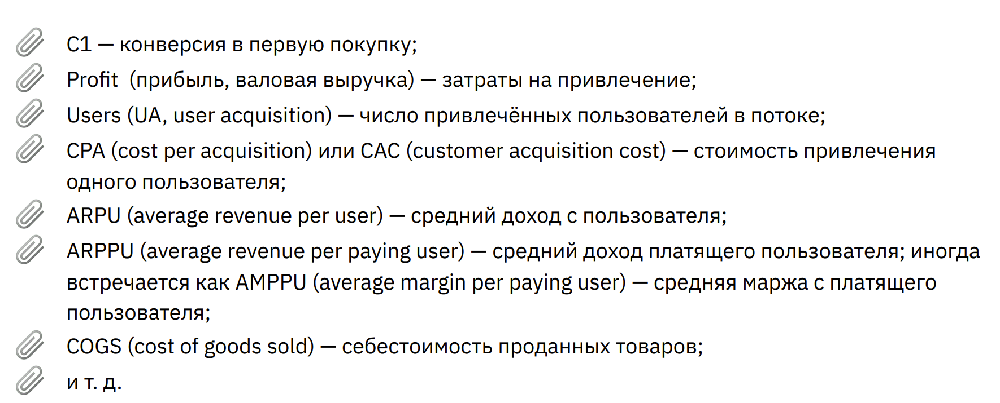 C1 — конверсия в первую покупку;
Profit  (прибыль, валовая выручка) — затраты на привлечение;
Users (UA, user acquisition) — число привлечённых пользователей в потоке;
CPA (cost per acquisition) или CAC (customer acquisition cost) — стоимость привлечения
одного пользователя;
ARPU (average revenue per user) — средний доход с пользователя;
ARPPU (average revenue per paying user) — средний доход платящего пользователя; иногда
встречается как AMPPU (average margin per paying user) — средняя маржа с платящего
пользователя;
COGS (cost of goods sold) — себестоимость проданных товаров;
и т. д.